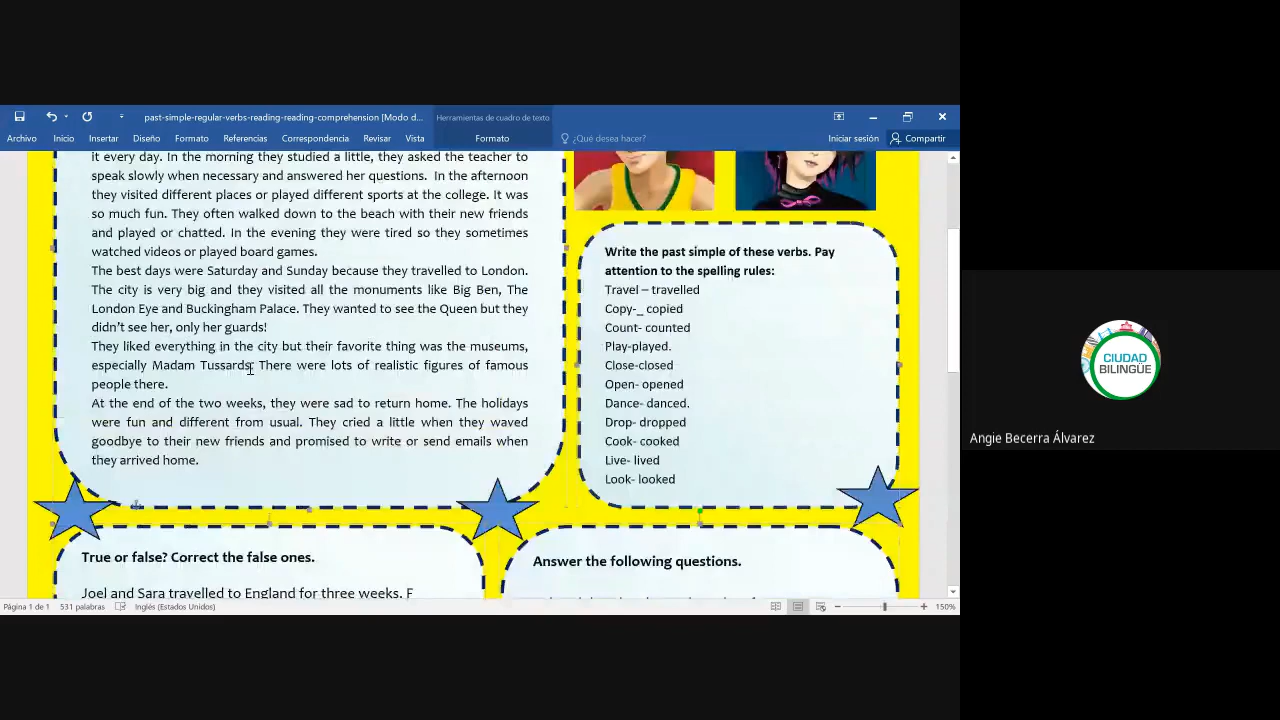 past-simple-regular-verbs-reading-reading-comprehension [Modo d...
Herramientas de cuadro de texto
Archivo Inicio Insertar Diseño Formato Referencias Correspondencia Revisar Vista Formato ¿Qué desea hacer? Iniciar sesión Compartir
it every day. In the morning they studied a little, they asked the teacher to
speak slowly when necessary and answered her questions. In the afternoon
they visited different places or played different sports at the college. It was
so much fun. They often walked down to the beach with their new friends
and played or chatted. In the evening they were tired so they sometimes
watched videos or played board games.
The best days were Saturday and Sunday because they travelled to London.
The city is very big and they visited all the monuments like Big Ben, The
London Eye and Buckingham Palace. They wanted to see the Queen but they
didn't see her, only her guards!
They liked everything in the city but their favorite thing was the museums,
especially Madam Tussards. There were lots of realistic figures of famous
people there.
At the end of the two weeks, they were sad to return home. The holidays
were fun and different from usual. They cried a little when they waved
goodbye to their new friends and promised to write or send emails when
they arrived home.
Write the past simple of these verbs. Pay
attention to the spelling rules:
Travel – travelled
Copy-_ copied
Count- counted
Play-played.
Close-closed
Open- opened
Dance- danced.
Drop- dropped
Cook- cooked
Live- lived
Look- looked
True or false? Correct the false ones.
Joel and Sara travelled to England for three weeks. F
Answer the following questions.
Página 1 de 1 531 palabras Inglés (Estados Unidos) 150%
CIUDAD
BILINGÜE
Angie Becerra Álvarez